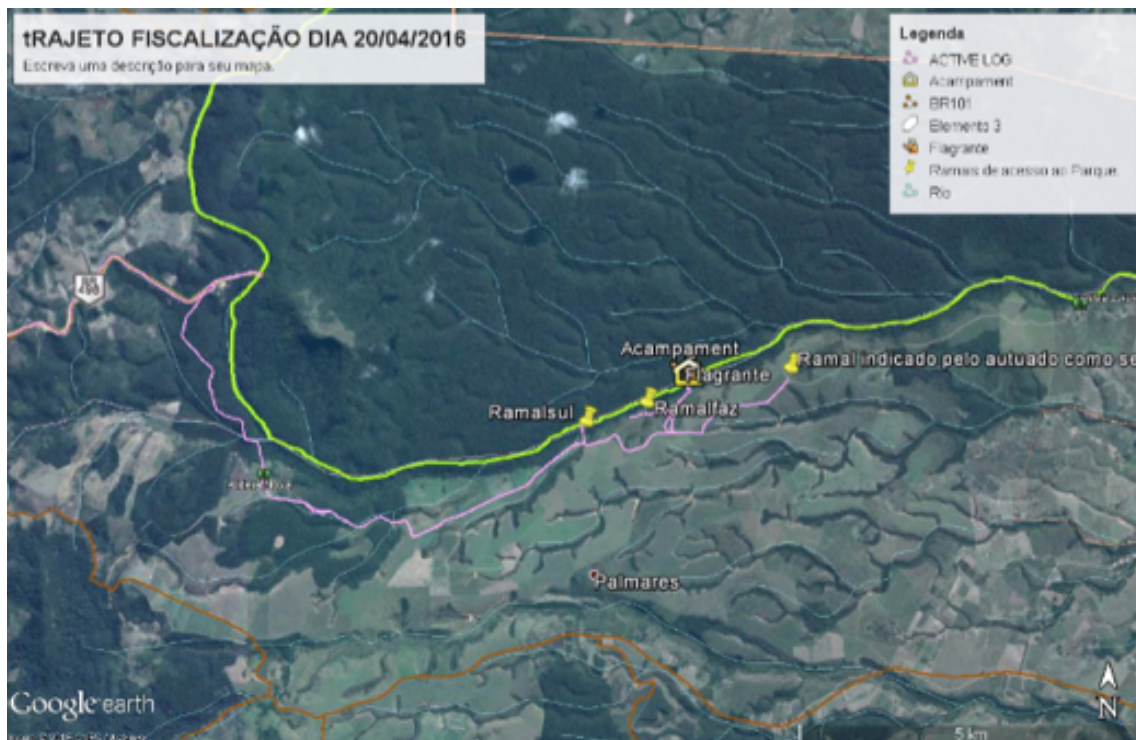 tRAJETO FISCALIZAÇÃO DIA 20/04/2016
Escreva uma descrição para seu mapa.
Legenda
ACTIVE LOG
Acampament
BR101
Elemento 3
Flagrante
Ramais de acesso ao Parque
Rio
Acampament
Flagrante
Ramal indicado pelo autuado como se
Ramalsul
Ramalfaz
Palmares
Google earth
N
5 km